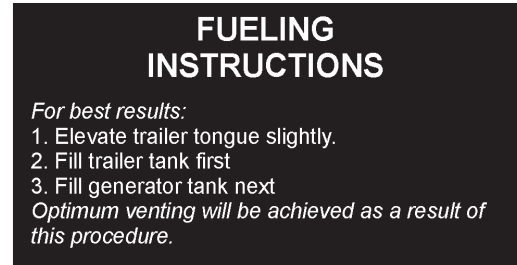 FUELING
INSTRUCTIONS
For best results:
1. Elevate trailer tongue slightly.
2. Fill trailer tank first
3. Fill generator tank next
Optimum venting will be achieved as a result of
this procedure.